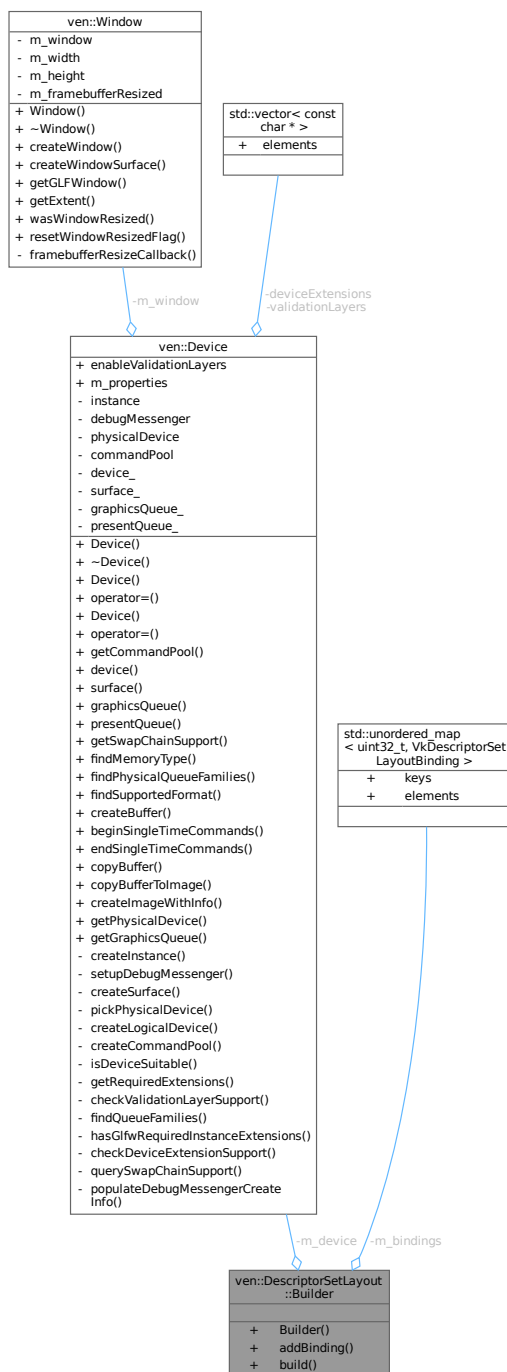 ven::Window
- m_window
- m_width
- m_height
- m_framebufferResized
+ Window()
+ ~Window()
+ createWindow()
+ createWindowSurface()
+ getGLFWindow()
+ getExtent()
+ wasWindowResized()
+ resetWindowResizedFlag()
- framebufferResizeCallback()
std::vector< const
char * >
+ elements
-m_window
-deviceExtensions
-validationLayers
ven::Device
+ enableValidationLayers
+ m_properties
- instance
- debugMessenger
- physicalDevice
- commandPool
- device_
- surface_
- graphicsQueue_
- presentQueue_
+ Device()
+ ~Device()
+ Device()
+ operator=()
+ Device()
+ operator=()
+ getCommandPool()
+ device()
+ surface()
+ graphicsQueue()
+ presentQueue()
+ getSwapChainSupport()
+ findMemoryType()
+ findPhysicalQueueFamilies()
+ findSupportedFormat()
+ createBuffer()
+ beginSingleTimeCommands()
+ endSingleTimeCommands()
+ copyBuffer()
+ copyBufferToImage()
+ createImageWithInfo()
+ getPhysicalDevice()
+ getGraphicsQueue()
- createInstance()
- setupDebugMessenger()
- createSurface()
- pickPhysicalDevice()
- createLogicalDevice()
- createCommandPool()
- isDeviceSuitable()
- getRequiredExtensions()
- checkValidationLayerSupport()
- findQueueFamilies()
- hasGlfwRequiredInstanceExtensions()
- checkDeviceExtensionSupport()
- querySwapChainSupport()
- populateDebugMessengerCreate
Info()
std::unordered_map
< uint32_t, VkDescriptorSet
LayoutBinding >
+ keys
+ elements
-m_device
-m_bindings
ven::DescriptorSetLayout
::Builder
+ Builder()
+ addBinding()
+ build()